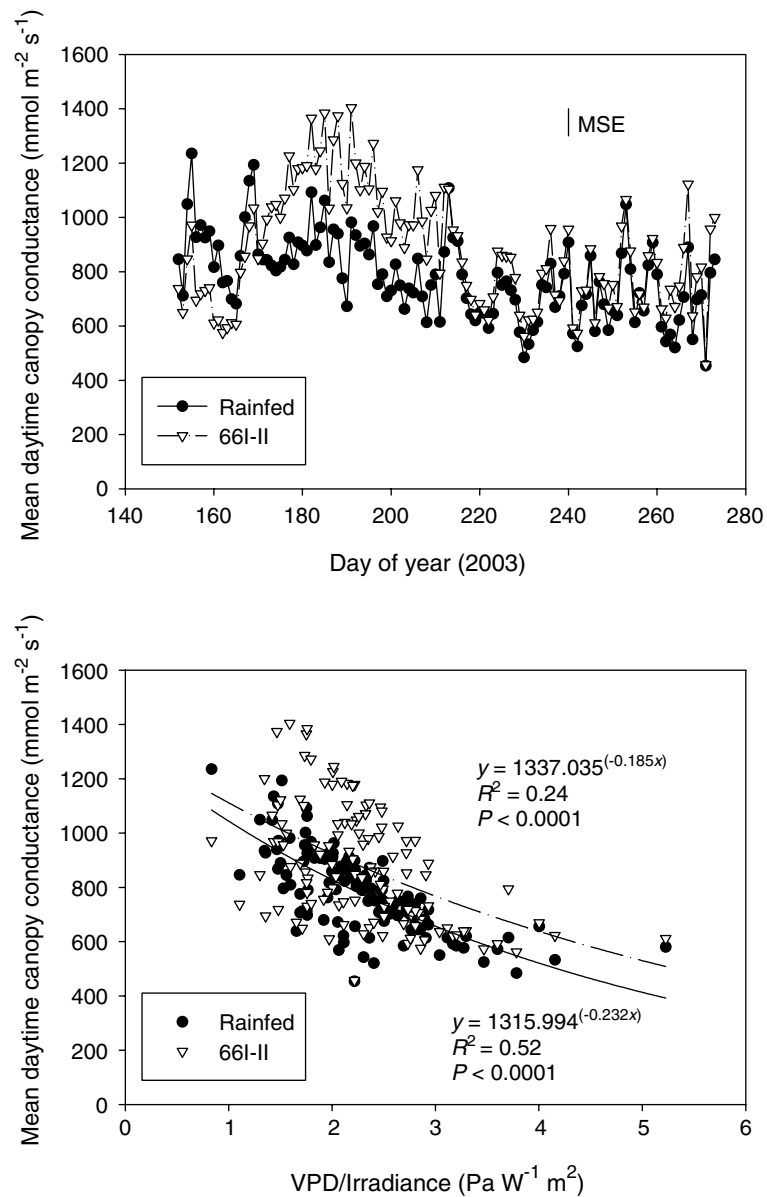 Mean daytime canopy conductance (mmol m-2 s-1)
1600
1400
1200
1000
800
600
400
200
0
MSE
Rainfed
66I-II
140 160 180 200 220 240 260 280
Day of year (2003)
Mean daytime canopy conductance (mmol m-2 s-1)
1600
1400
1200
1000
800
600
400
200
0
y = 1337.035(-0.185x)
R2 = 0.24
P < 0.0001
Rainfed
66I-II
y = 1315.994(-0.232x)
R2 = 0.52
P < 0.0001
0 1 2 3 4 5 6
VPD/Irradiance (Pa W-1 m2)